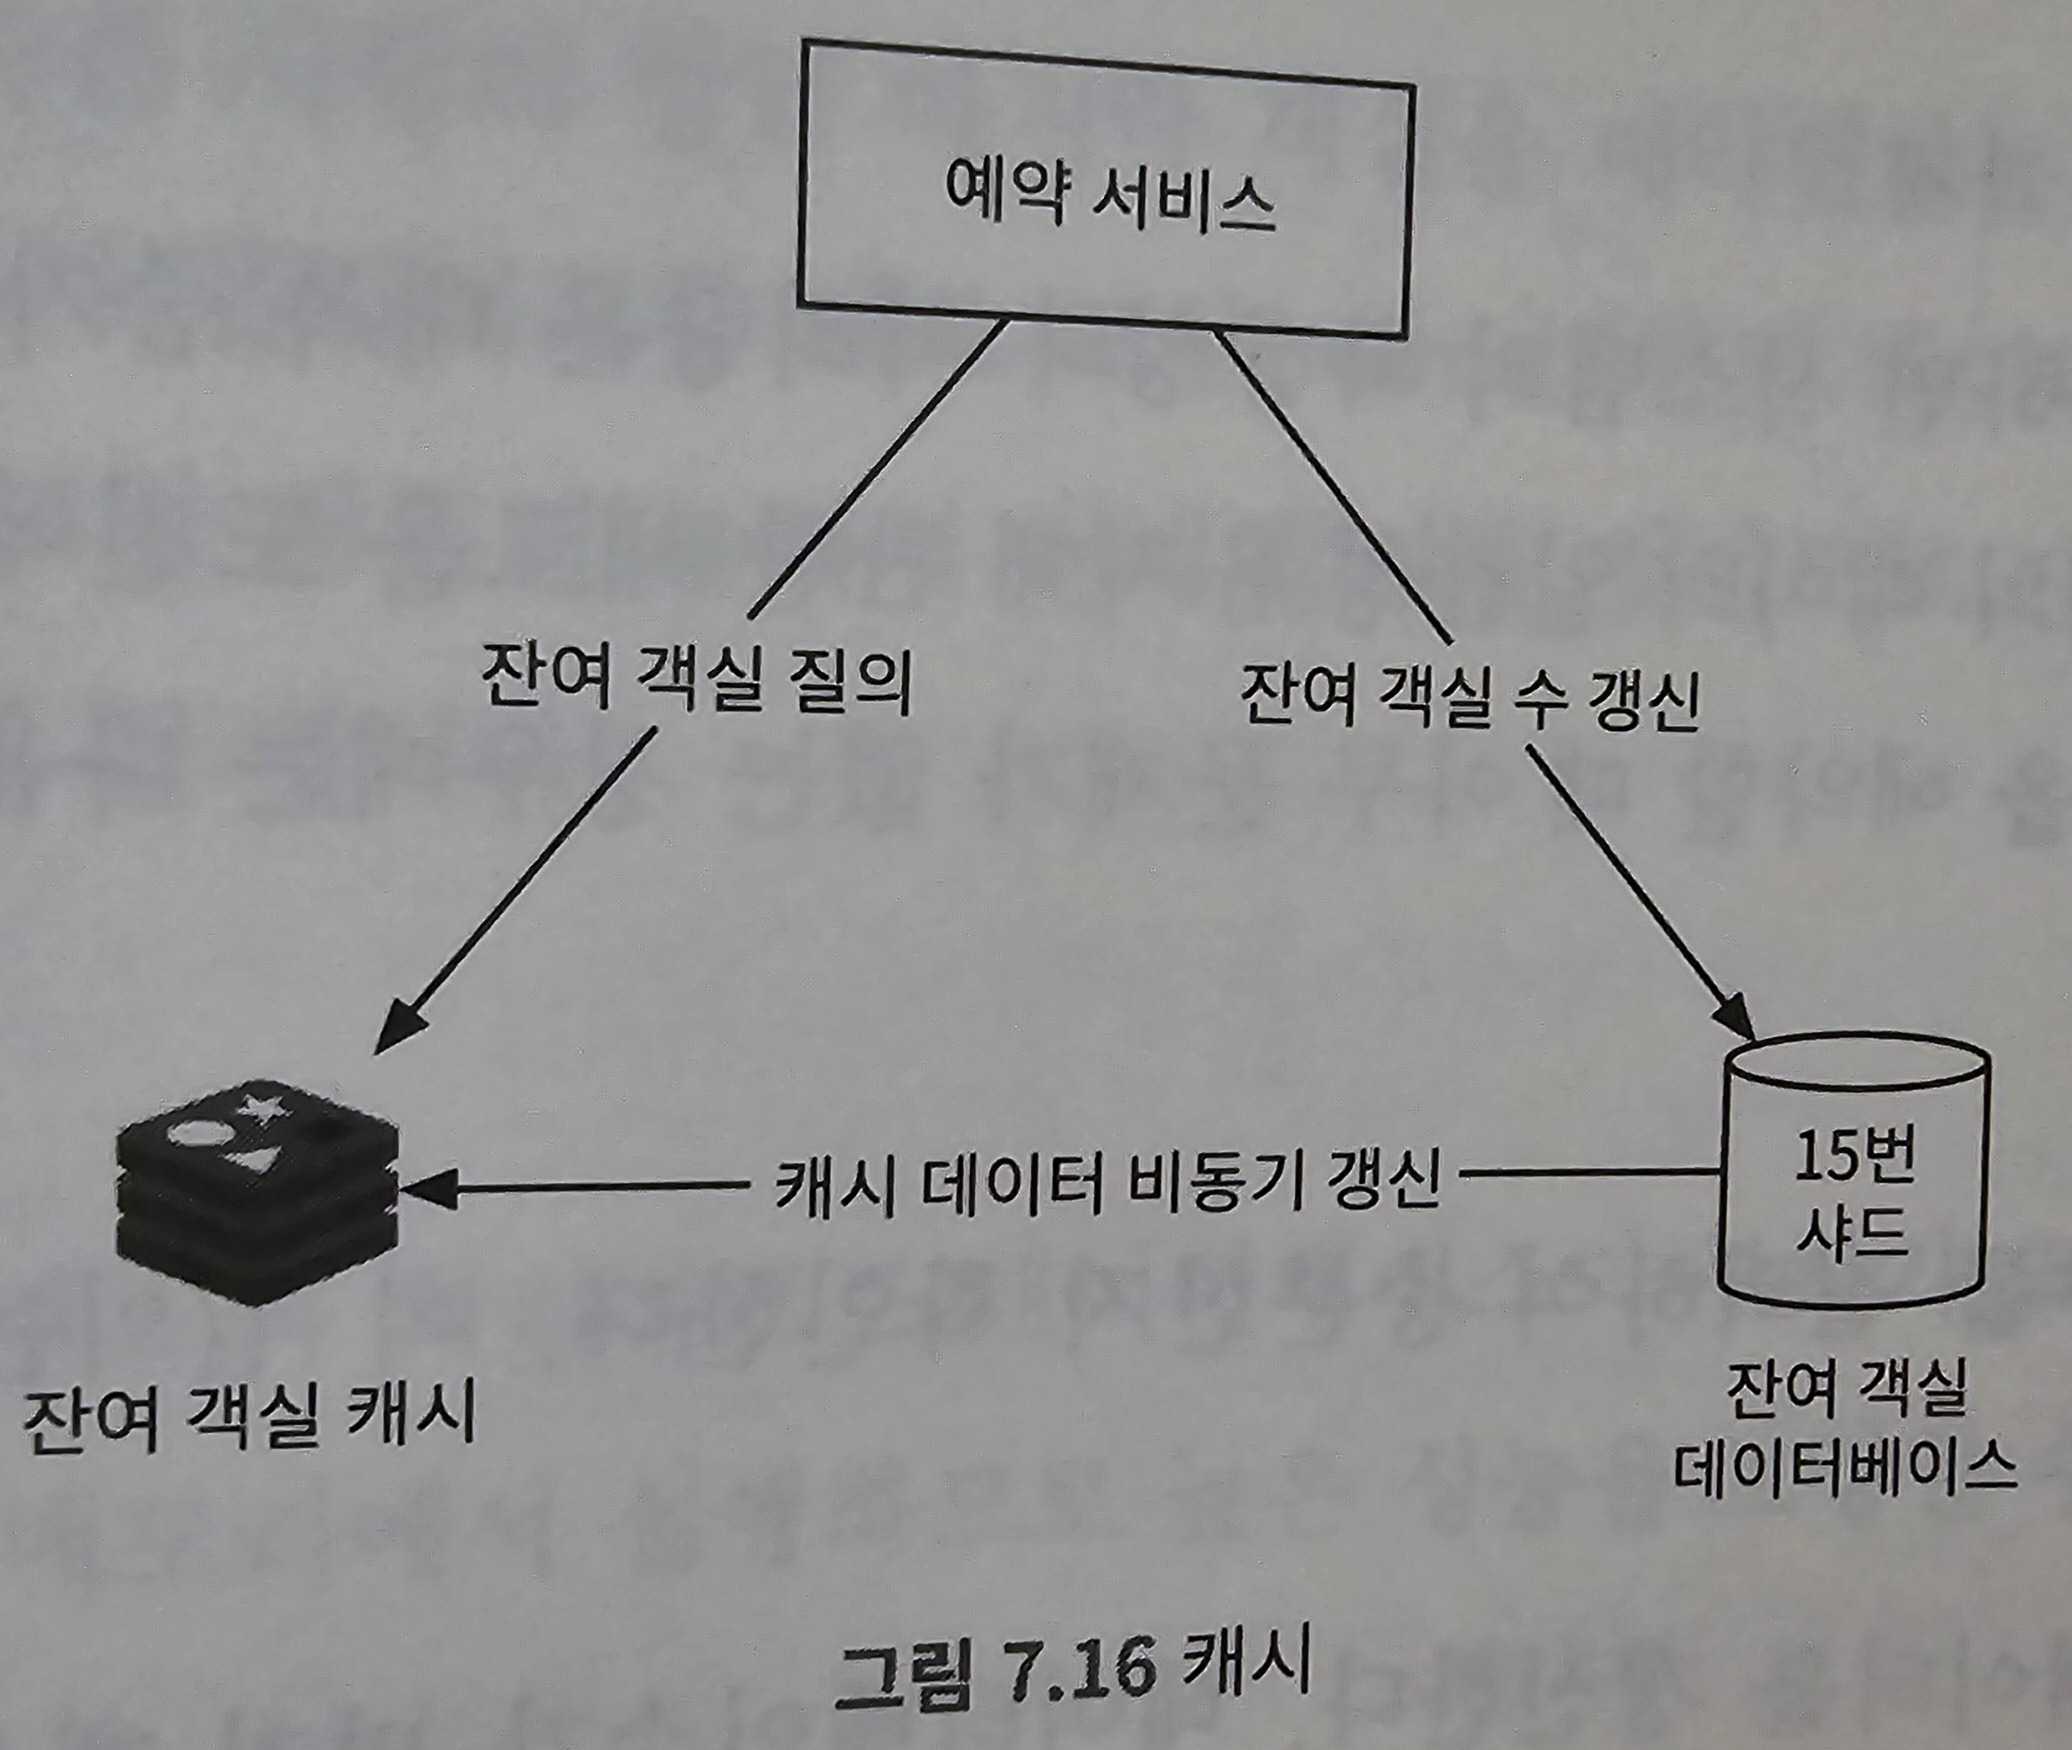 예약 서비스
잔여 객실 질의
잔여 객실 수 갱신
캐시 데이터 비동기 갱신
15번
샤드
잔여 객실 캐시
잔여 객실
데이터베이스
그림 7.16 캐시